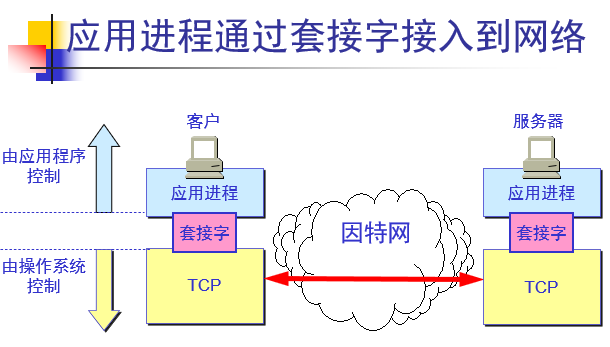 应用进程通过套接字接入到网络
客户
服务器
由应用程序
控制
应用进程
应用进程
套接字
因特网
套接字
由操作系统
控制
TCP
TCP